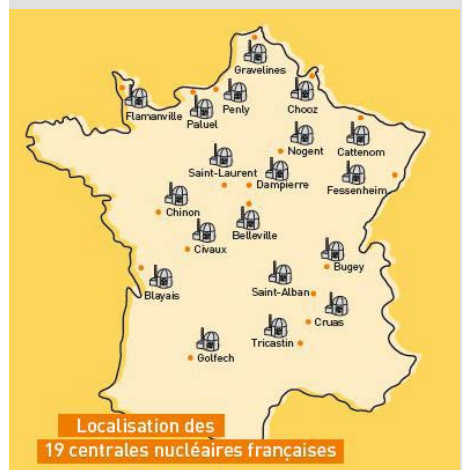 Gravelines
Flamanville
Paluel
Penly
Chooz
Nogent
Cattenom
Saint-Laurent
Dampierre
Fessenheim
Chinon
Belleville
Civaux
Bugey
Blayais
Saint-Alban
Cruas
Tricastin
Golfech
Localisation des
19 centrales nucléaires françaises